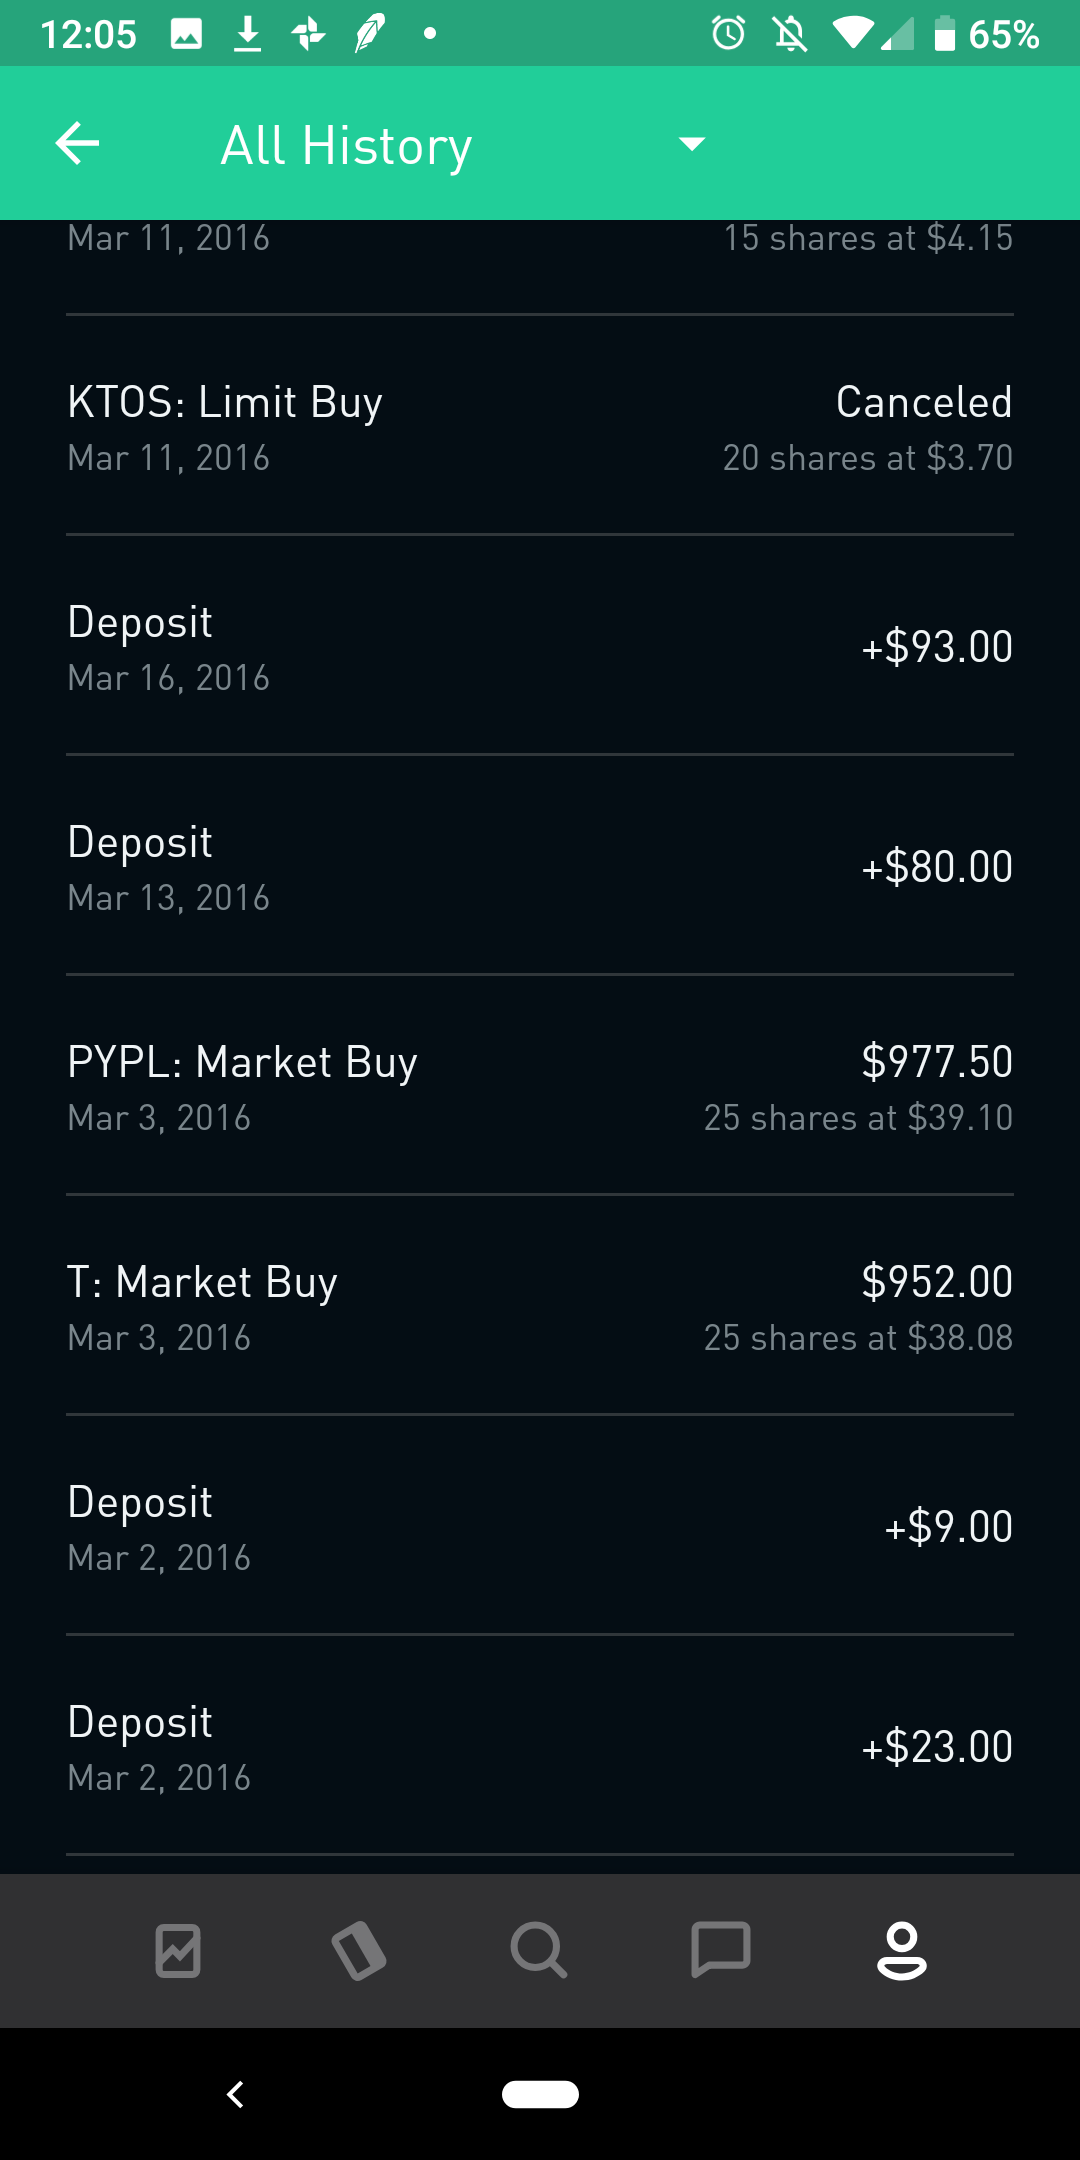 12:05 65%
All History
Mar 11, 2016 15 shares at $4.15
KTOS: Limit Buy Canceled
Mar 11, 2016 20 shares at $3.70
Deposit +$93.00
Mar 16, 2016
Deposit +$80.00
Mar 13, 2016
PYPL: Market Buy $977.50
Mar 3, 2016 25 shares at $39.10
T: Market Buy $952.00
Mar 3, 2016 25 shares at $38.08
Deposit +$9.00
Mar 2, 2016
Deposit +$23.00
Mar 2, 2016